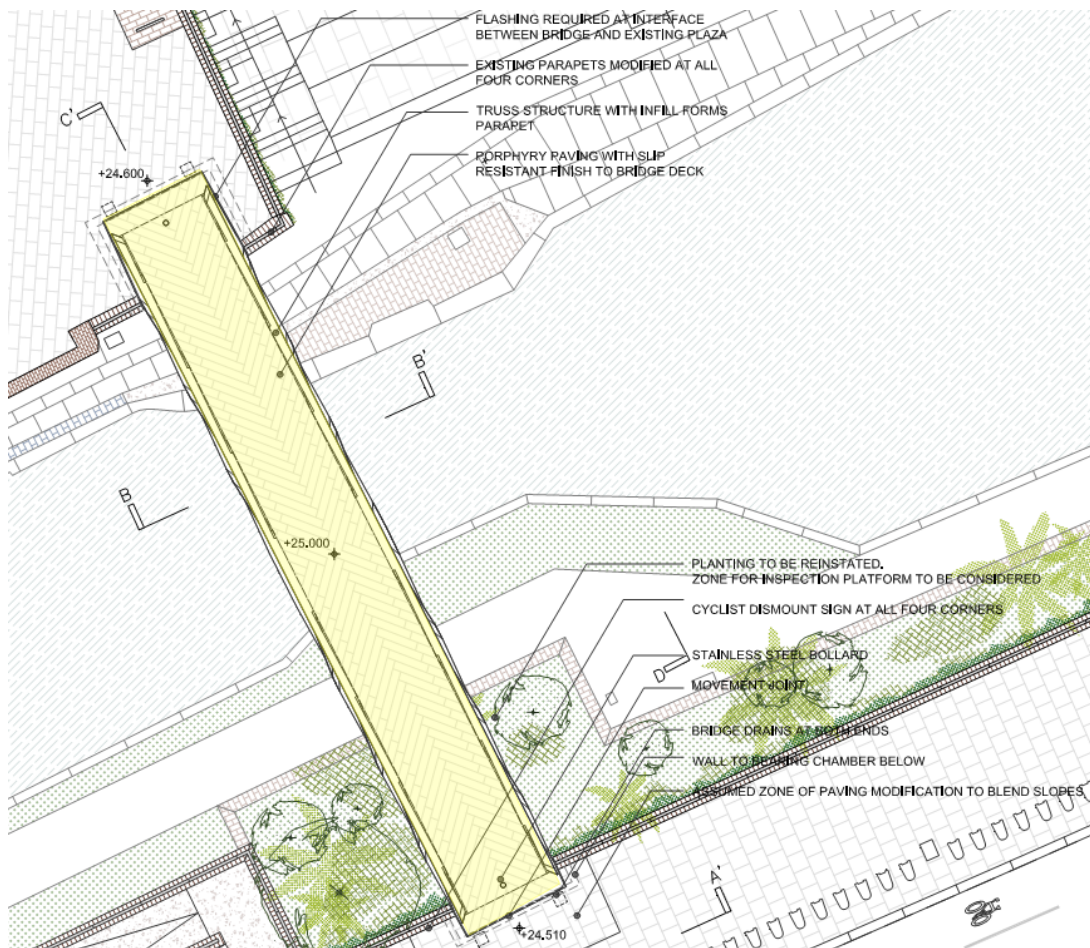 FLASHING REQUIRED AT INTERFACE
BETWEEN BRIDGE AND EXISTING PLAZA
EXISTING PARAPETS MODIFIED AT ALL
FOUR CORNERS
C'
TRUSS STRUCTURE WITH INFILL FORMS
PARAPET
PORPHYRY PAVING WITH SLIP
RESISTANT FINISH TO BRIDGE DECK
+24.600
B'
B
+25.000
PLANTING TO BE REINSTATED.
ZONE FOR INSPECTION PLATFORM TO BE CONSIDERED
CYCLIST DISMOUNT SIGN AT ALL FOUR CORNERS
STAINLESS STEEL BOLLARD
D
MOVEMENT JOINT
BRIDGE DRAINS AT BOTH ENDS
WALL TO BEARING CHAMBER BELOW
ASSUMED ZONE OF PAVING MODIFICATION TO BLEND SLOPES
A'
+24.510